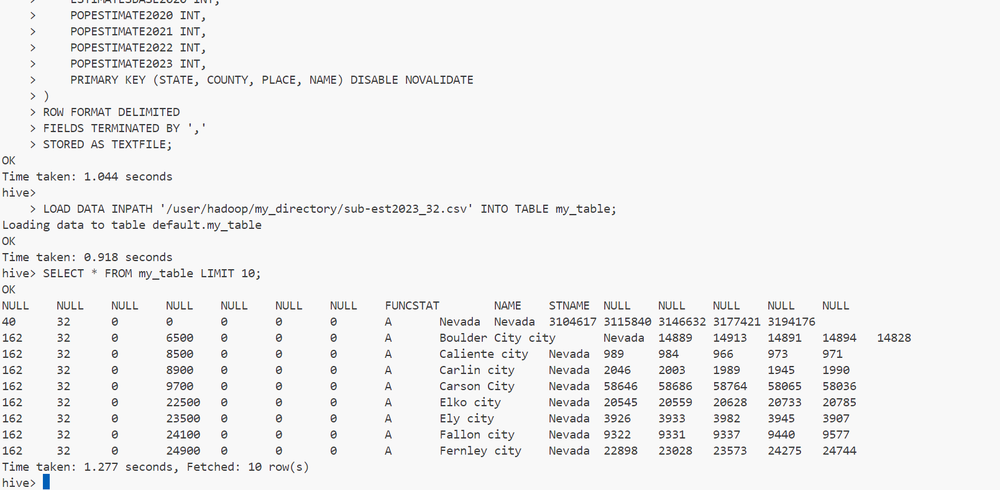 > ESTIMATESBASE2020 INT,
> POPESTIMATE2020 INT,
> POPESTIMATE2021 INT,
> POPESTIMATE2022 INT,
> POPESTIMATE2023 INT,
> PRIMARY KEY (STATE, COUNTY, PLACE, NAME) DISABLE NOVALIDATE
> )
> ROW FORMAT DELIMITED
> FIELDS TERMINATED BY ','
> STORED AS TEXTFILE;
OK
Time taken: 1.044 seconds
hive>
> LOAD DATA INPATH '/user/hadoop/my_directory/sub-est2023_32.csv' INTO TABLE my_table;
Loading data to table default.my_table
OK
Time taken: 0.918 seconds
hive> SELECT * FROM my_table LIMIT 10;
OK
NULL NULL NULL NULL NULL NULL NULL FUNCSTAT NAME STNAME NULL NULL NULL NULL NULL
40 32 0 0 0 0 0 A Nevada Nevada 3104617 3115840 3146632 3177421 3194176
162 32 0 6500 0 0 0 A Boulder City city Nevada 14889 14913 14891 14894 14828
162 32 0 8500 0 0 0 A Caliente city Nevada 989 984 966 973 971
162 32 0 8900 0 0 0 A Carlin city Nevada 2046 2003 1989 1945 1990
162 32 0 9700 0 0 0 A Carson City Nevada 58646 58686 58764 58065 58036
162 32 0 22500 0 0 0 A Elko city Nevada 20545 20559 20628 20733 20785
162 32 0 23500 0 0 0 A Ely city Nevada 3926 3933 3982 3945 3907
162 32 0 24100 0 0 0 A Fallon city Nevada 9322 9331 9337 9440 9577
162 32 0 24900 0 0 0 A Fernley city Nevada 22898 23028 23573 24275 24744
Time taken: 1.277 seconds, Fetched: 10 row(s)
hive>